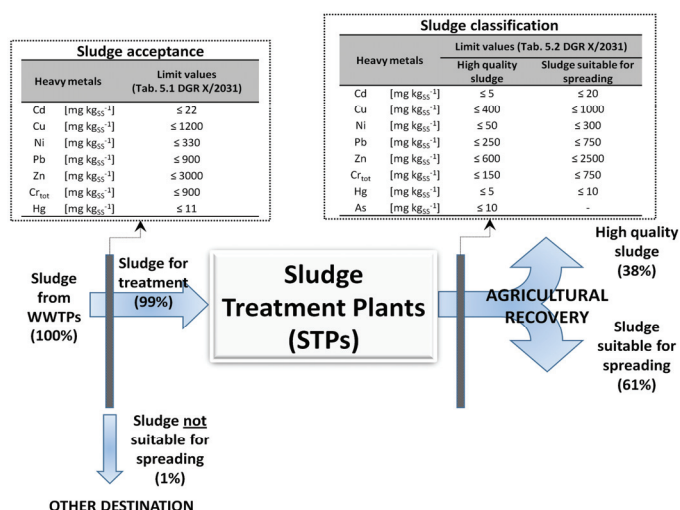 Sludge acceptance
Heavy metals
Limit values
(Tab. 5.1 DGR X/2031)
Cd [mg kgSS-1] ≤ 22
Cu [mg kgSS-1] ≤ 1200
Ni [mg kgSS-1] ≤ 330
Pb [mg kgSS-1] ≤ 900
Zn [mg kgSS-1] ≤ 3000
Crtot [mg kgSS-1] ≤ 900
Hg [mg kgSS-1] ≤ 11
Sludge classification
Heavy metals
Limit values (Tab. 5.2 DGR X/2031)
High quality
sludge
Sludge suitable for
spreading
Cd [mg kgSS-1] ≤ 5 ≤ 20
Cu [mg kgSS-1] ≤ 400 ≤ 1000
Ni [mg kgSS-1] ≤ 50 ≤ 300
Pb [mg kgSS-1] ≤ 250 ≤ 750
Zn [mg kgSS-1] ≤ 600 ≤ 2500
Crtot [mg kgSS-1] ≤ 150 ≤ 750
Hg [mg kgSS-1] ≤ 5 ≤ 10
As [mg kgSS-1] ≤ 10 -
Sludge
from
WWTPs
(100%)
Sludge for
treatment
(99%)
Sludge
Treatment Plants
(STPs)
High quality
sludge
(38%)
AGRICULTURAL
RECOVERY
Sludge
suitable for
spreading
(61%)
Sludge not
suitable for
spreading
(1%)
OTHER DESTINATION